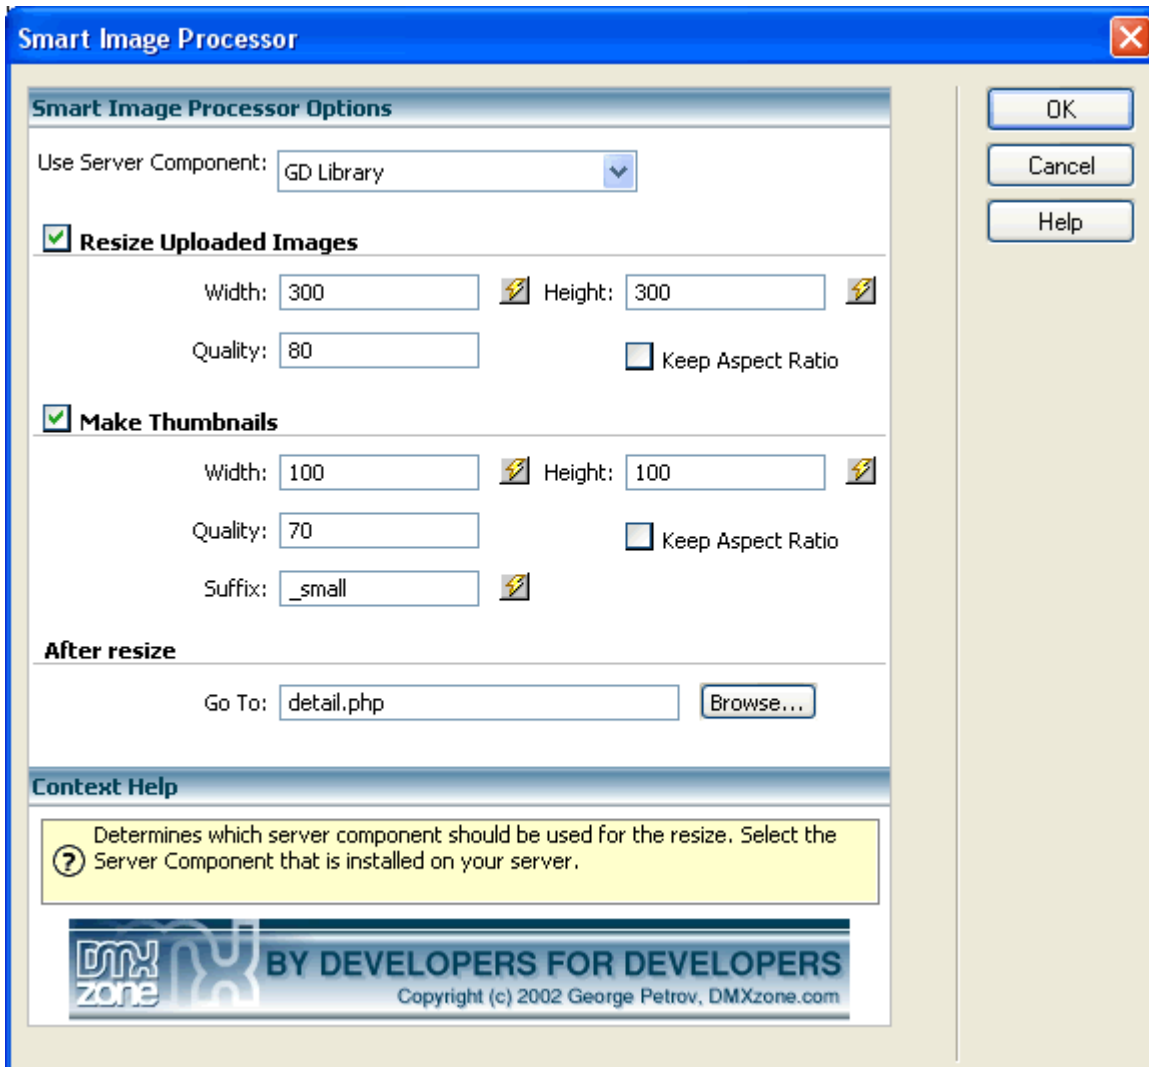 Smart Image Processor
Smart Image Processor Options
Use Server Component: GD Library
Resize Uploaded Images
Width: 300 Height: 300
Quality: 80 Keep Aspect Ratio
Make Thumbnails
Width: 100 Height: 100
Quality: 70 Keep Aspect Ratio
Suffix: _small
After resize
Go To: detail.php Browse...
Context Help
Determines which server component should be used for the resize. Select the
Server Component that is installed on your server.
DMX zone
BY DEVELOPERS FOR DEVELOPERS
Copyright (c) 2002 George Petrov, DMXzone.com
OK
Cancel
Help